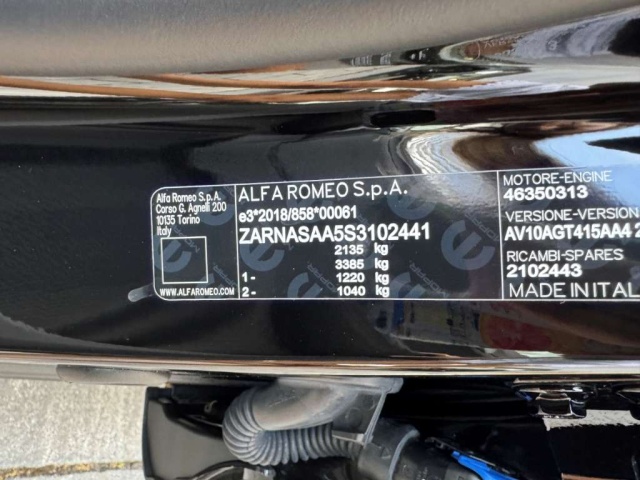 Alfa Romeo S.p.A.
Corso G. Agnelli 200
10135 Torino
Italy
WWW.ALFAROMEO.COM
ALFA ROMEO S.p.A.
e3*2018/858*00061
ZARNASAA5S3102441
2135 kg
3385 kg
1- 1220 kg
2- 1040 kg
MOTORE-ENGINE
46350313
VERSIONE-VERSION
AV10AGT415AA4 2
RICAMBI-SPARES
2102443
MADE IN ITAL